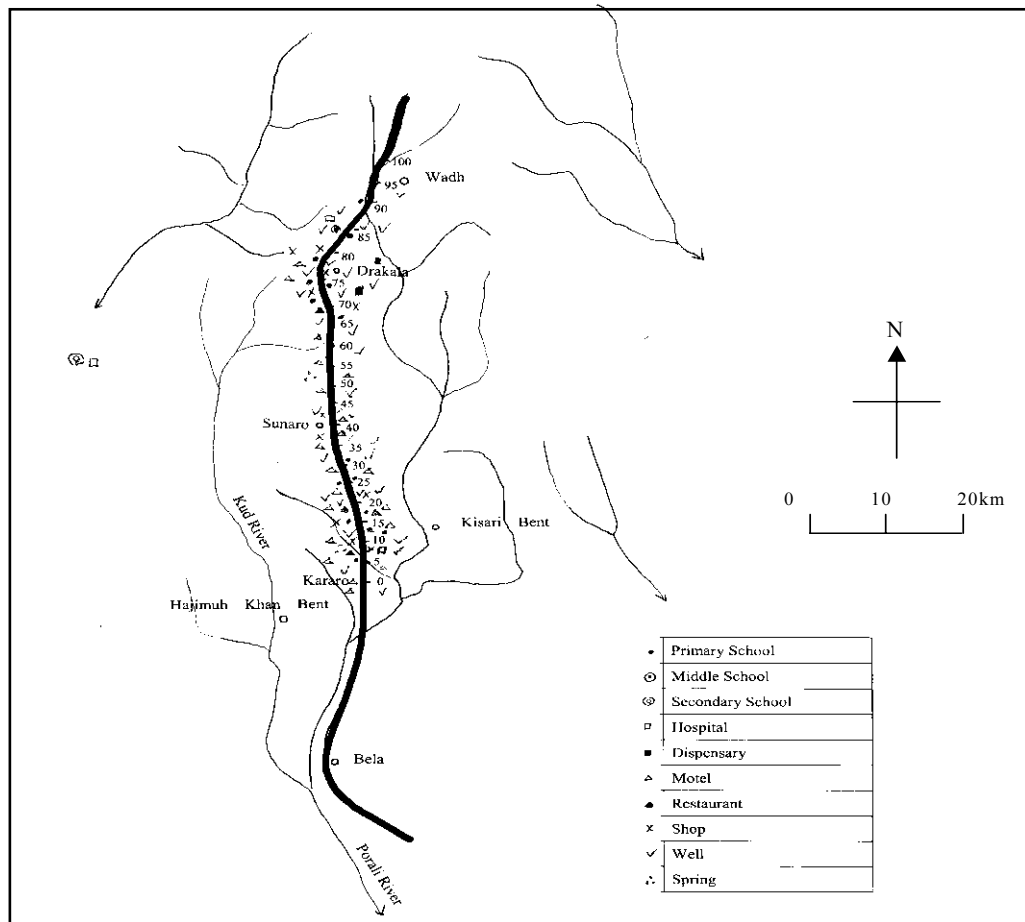 100
Wadh
95
90
85
80
Drakala
75
70
65
60
55
50
45
Sunaro
40
35
30
25
20
15
Kisari Bent
10
5
Kararo
0
Kud River
Hajimuh Khan Bent
Bela
Porali River
N
0 10 20km
Primary School
Middle School
Secondary School
Hospital
Dispensary
Motel
Restaurant
Shop
Well
Spring